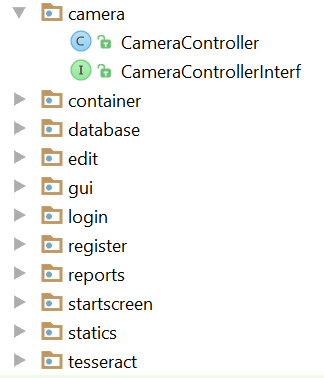 camera
C CameraController
I CameraControllerInterf
container
database
edit
gui
login
register
reports
startscreen
statics
tesseract